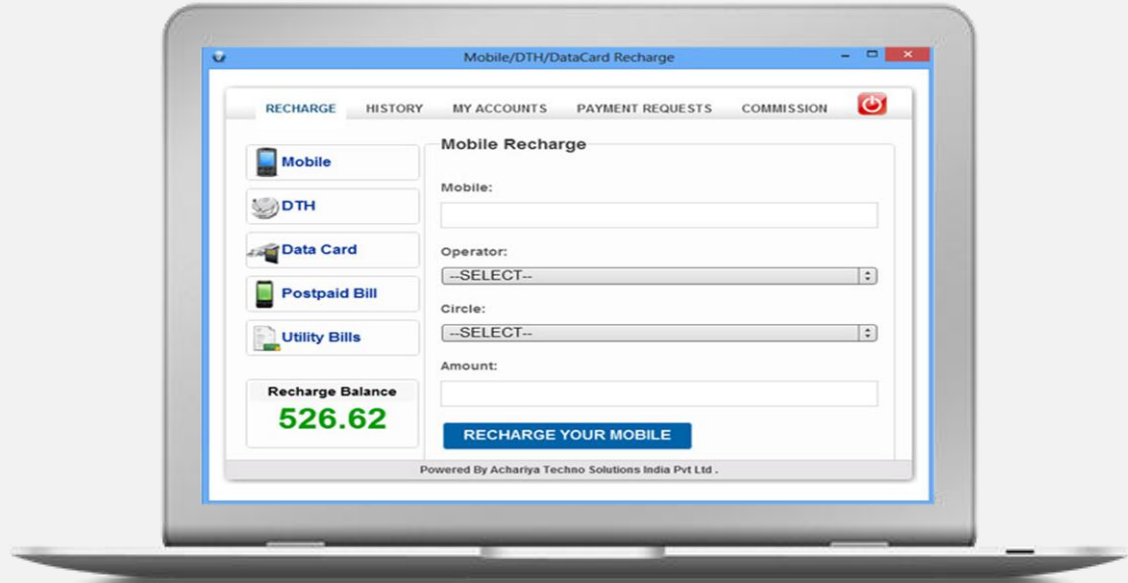 Mobile/DTH/DataCard Recharge
RECHARGE HISTORY MY ACCOUNTS PAYMENT REQUESTS COMMISSION
Mobile
DTH
Data Card
Postpaid Bill
Utility Bills
Recharge Balance
526.62
Mobile Recharge
Mobile:
Operator:
--SELECT--
Circle:
--SELECT--
Amount:
RECHARGE YOUR MOBILE
Powered By Achariya Techno Solutions India Pvt Ltd .